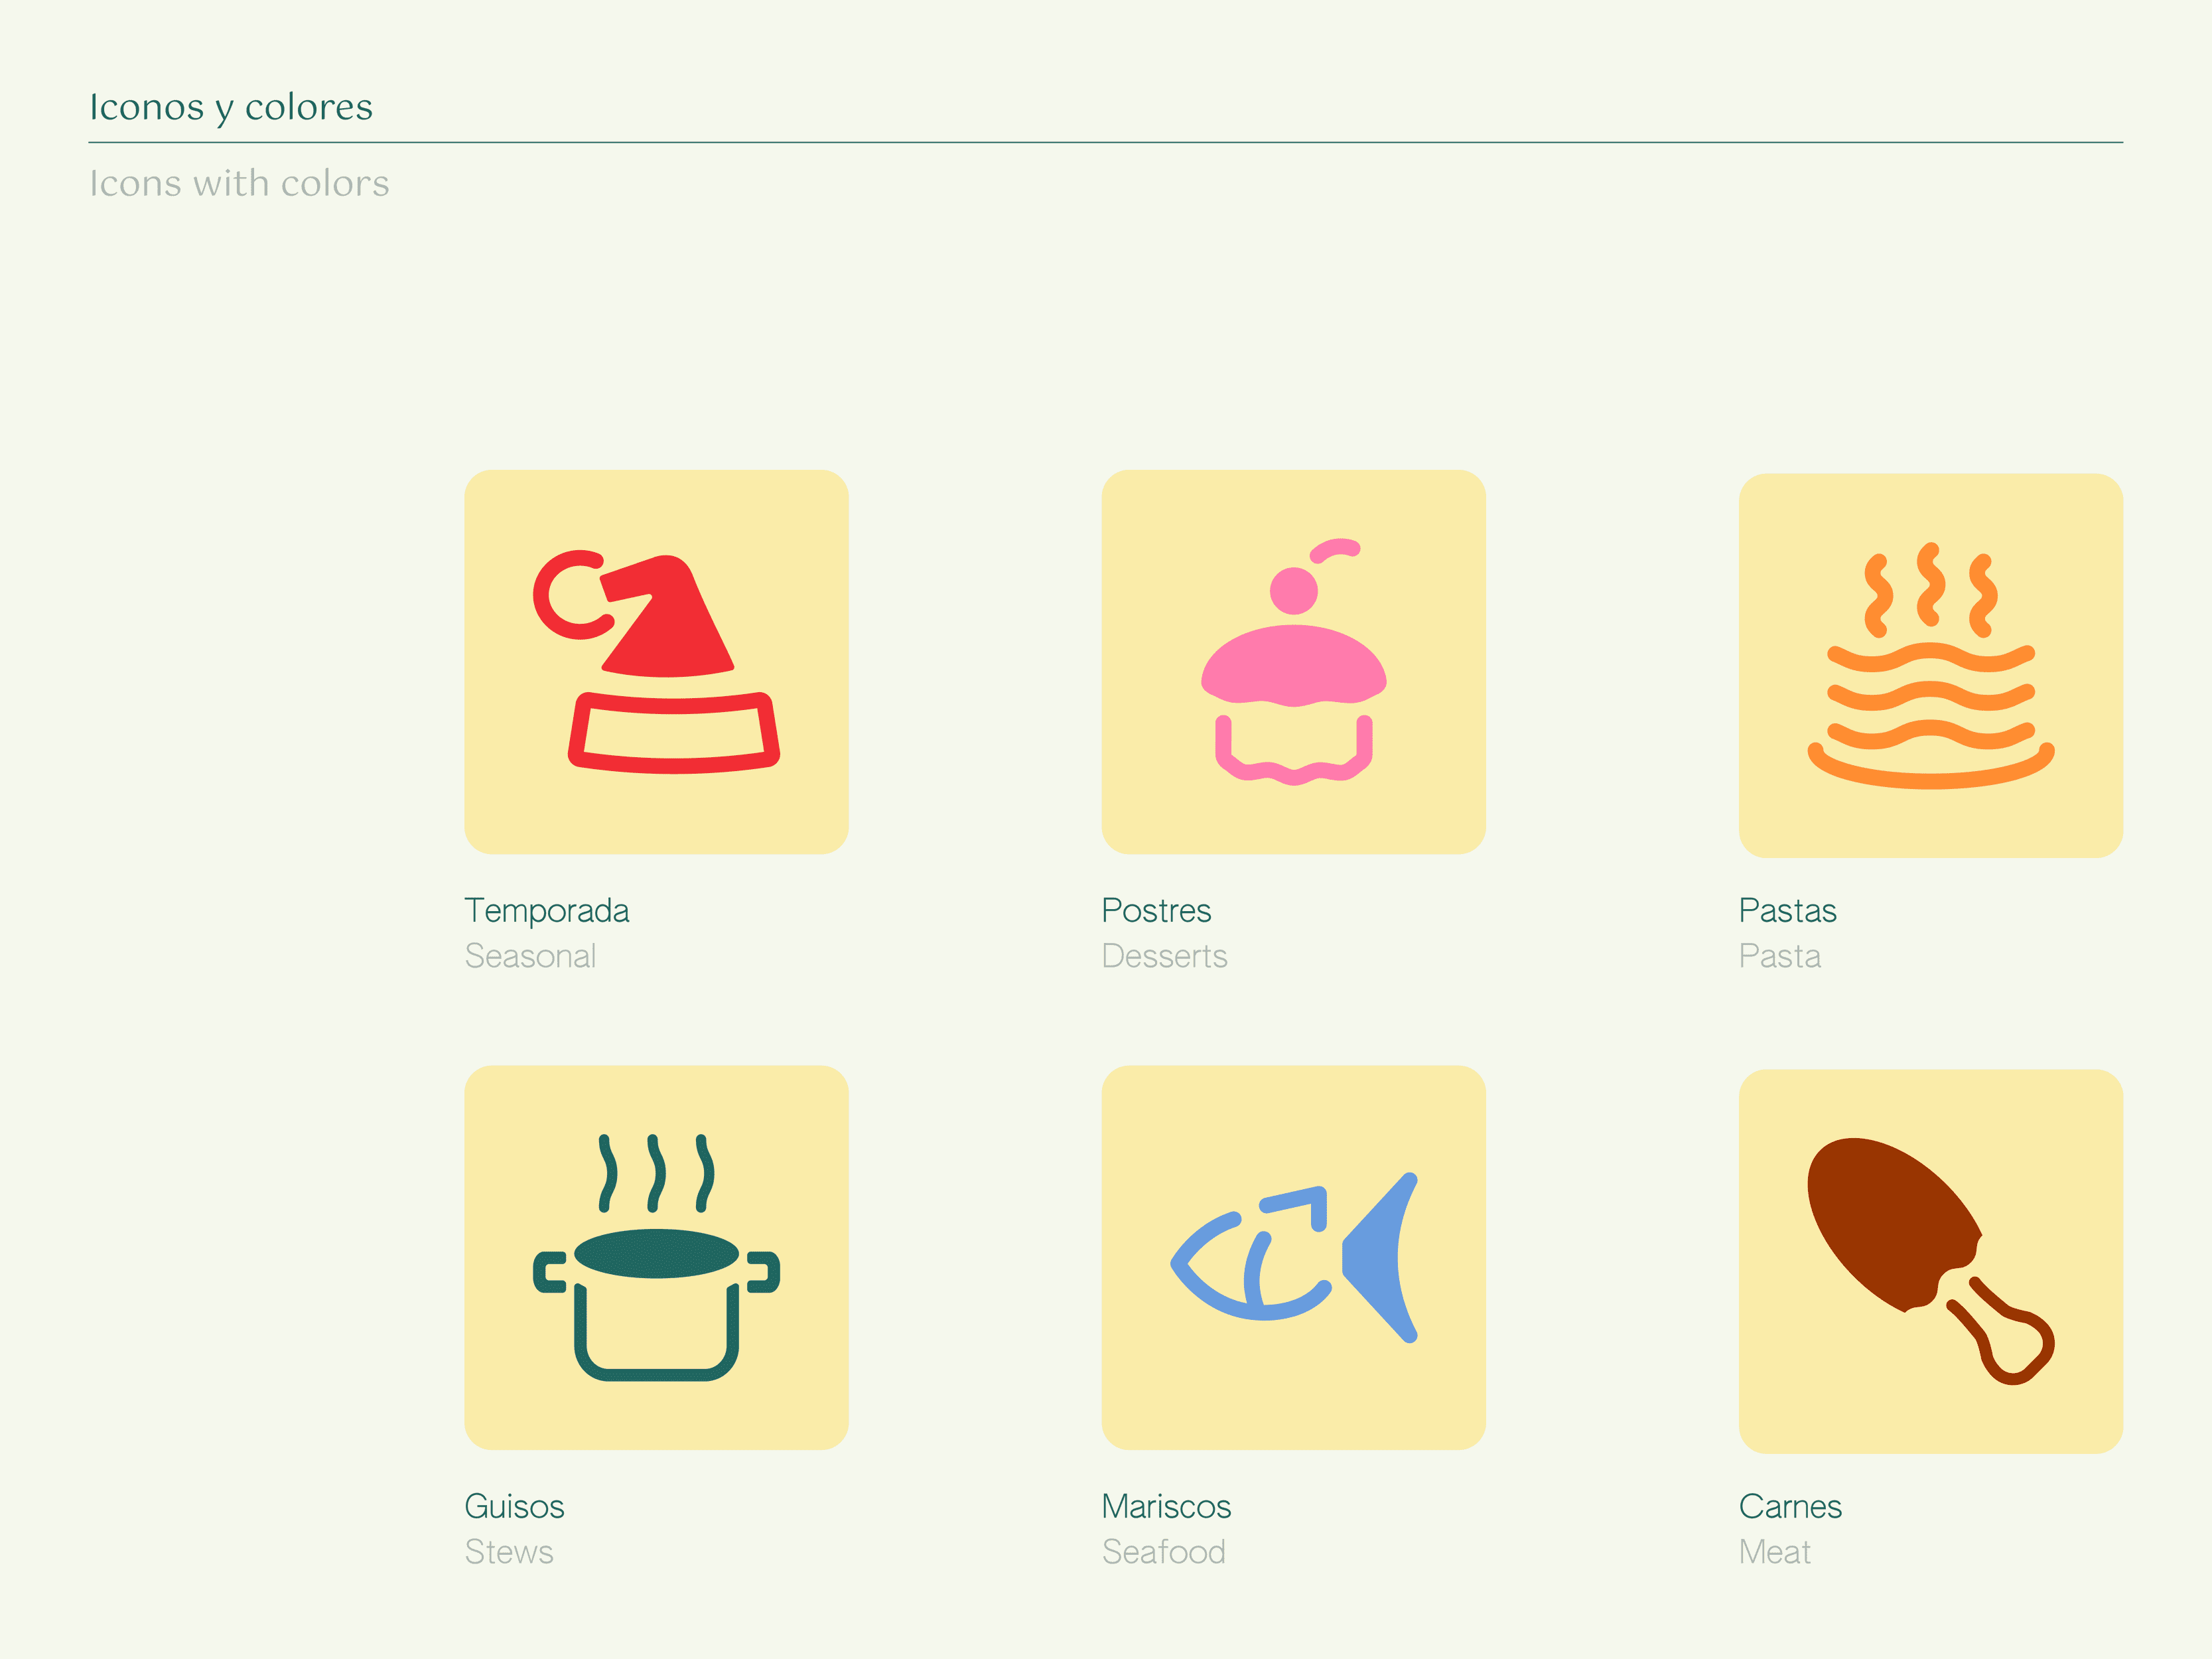 Iconos y colores
Icons with colors
Temporada
Seasonal
Postres
Desserts
Pastas
Pasta
Guisos
Stews
Mariscos
Seafood
Carnes
Meat